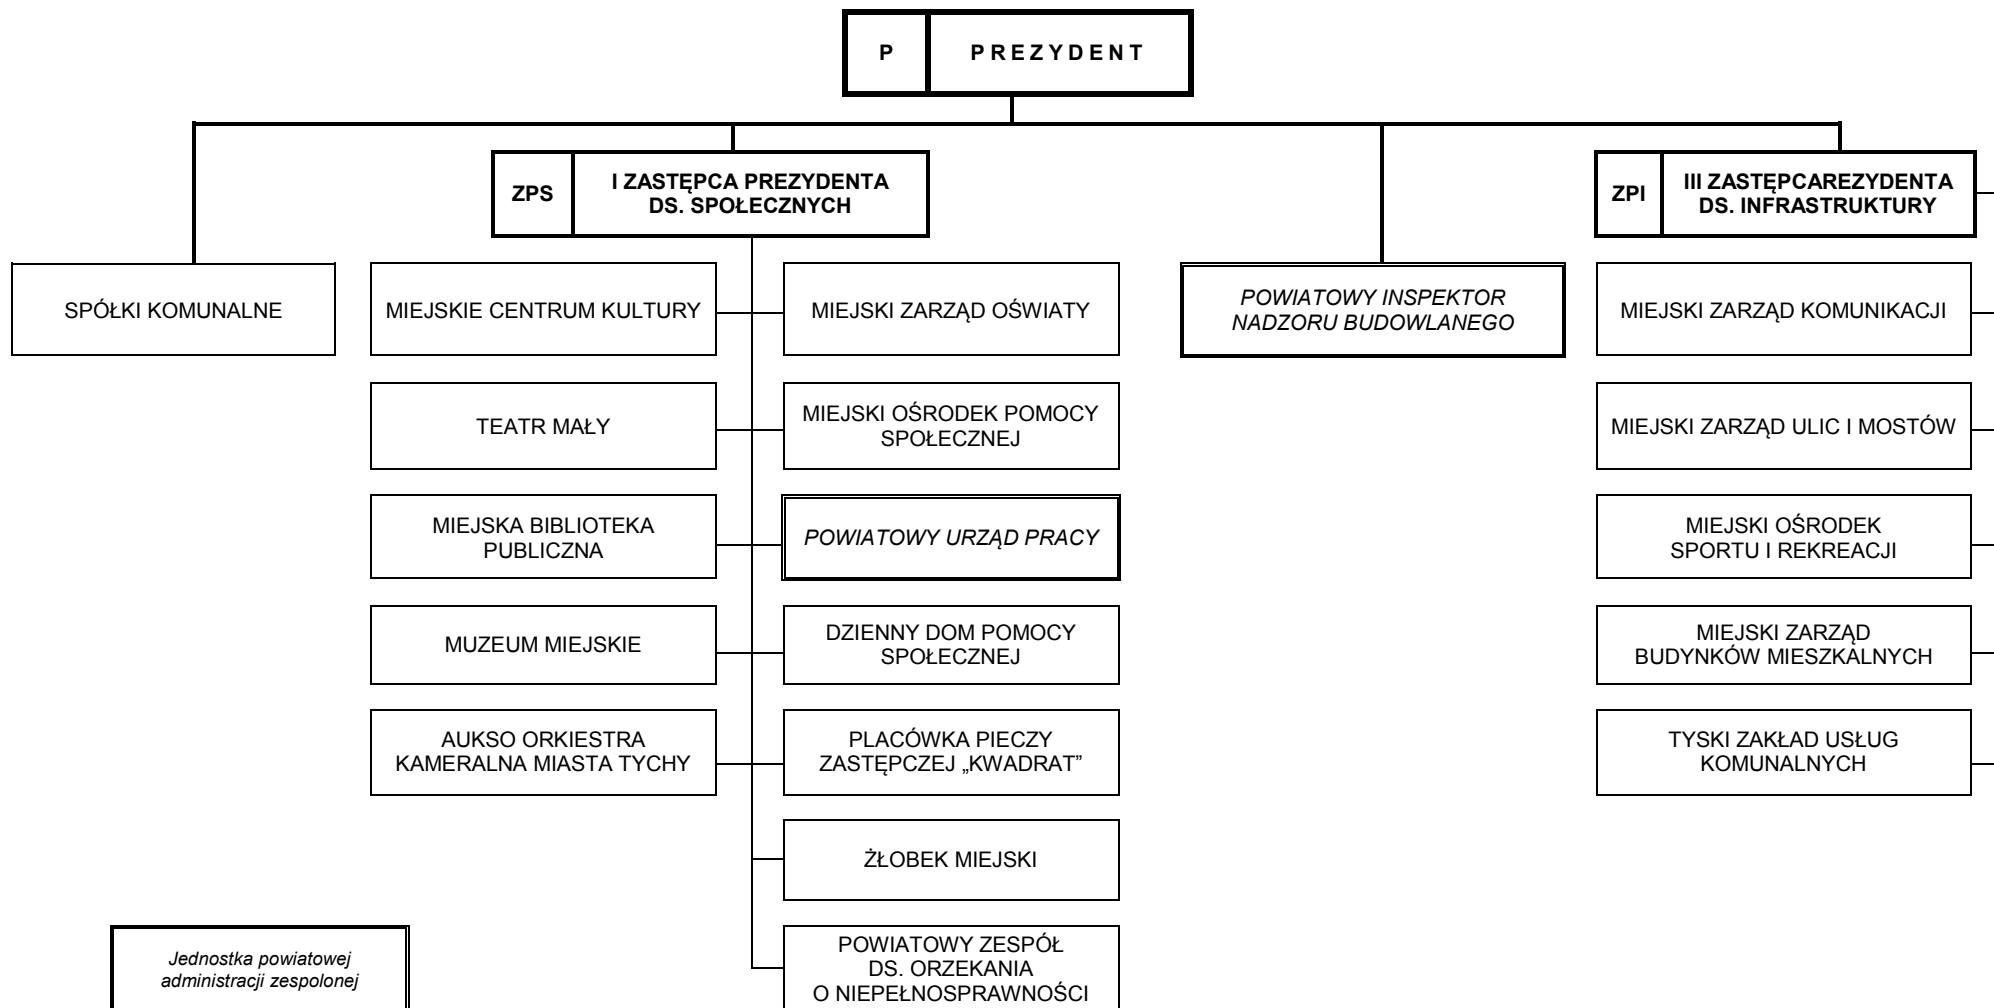 P
PREZYDENT
ZPS
I ZASTĘPCA PREZYDENTA
DS. SPOŁECZNYCH
ZPI
III ZASTĘPCAREZYDENTA
DS. INFRASTRUKTURY
SPÓŁKI KOMUNALNE
MIEJSKIE CENTRUM KULTURY
MIEJSKI ZARZĄD OŚWIATY
POWIATOWY INSPEKTOR
NADZORU BUDOWLANEGO
MIEJSKI ZARZĄD KOMUNIKACJI
TEATR MAŁY
MIEJSKI OŚRODEK POMOCY
SPOŁECZNEJ
MIEJSKI ZARZĄD ULIC I MOSTÓW
MIEJSKA BIBLIOTEKA
PUBLICZNA
POWIATOWY URZĄD PRACY
MIEJSKI OŚRODEK
SPORTU I REKREACJI
MUZEUM MIEJSKIE
DZIENNY DOM POMOCY
SPOŁECZNEJ
MIEJSKI ZARZĄD
BUDYNKÓW MIESZKALNYCH
AUKSO ORKIESTRA
KAMERALNA MIASTA TYCHY
PLACÓWKA PIECZY
ZASTĘPCZEJ „KWADRAT”
TYSKI ZAKŁAD USŁUG
KOMUNALNYCH
ŻŁOBEK MIEJSKI
POWIATOWY ZESPÓŁ
DS. ORZEKANIA
O NIEPEŁNOSPRAWNOŚCI
Jednostka powiatowej
administracji zespolonej